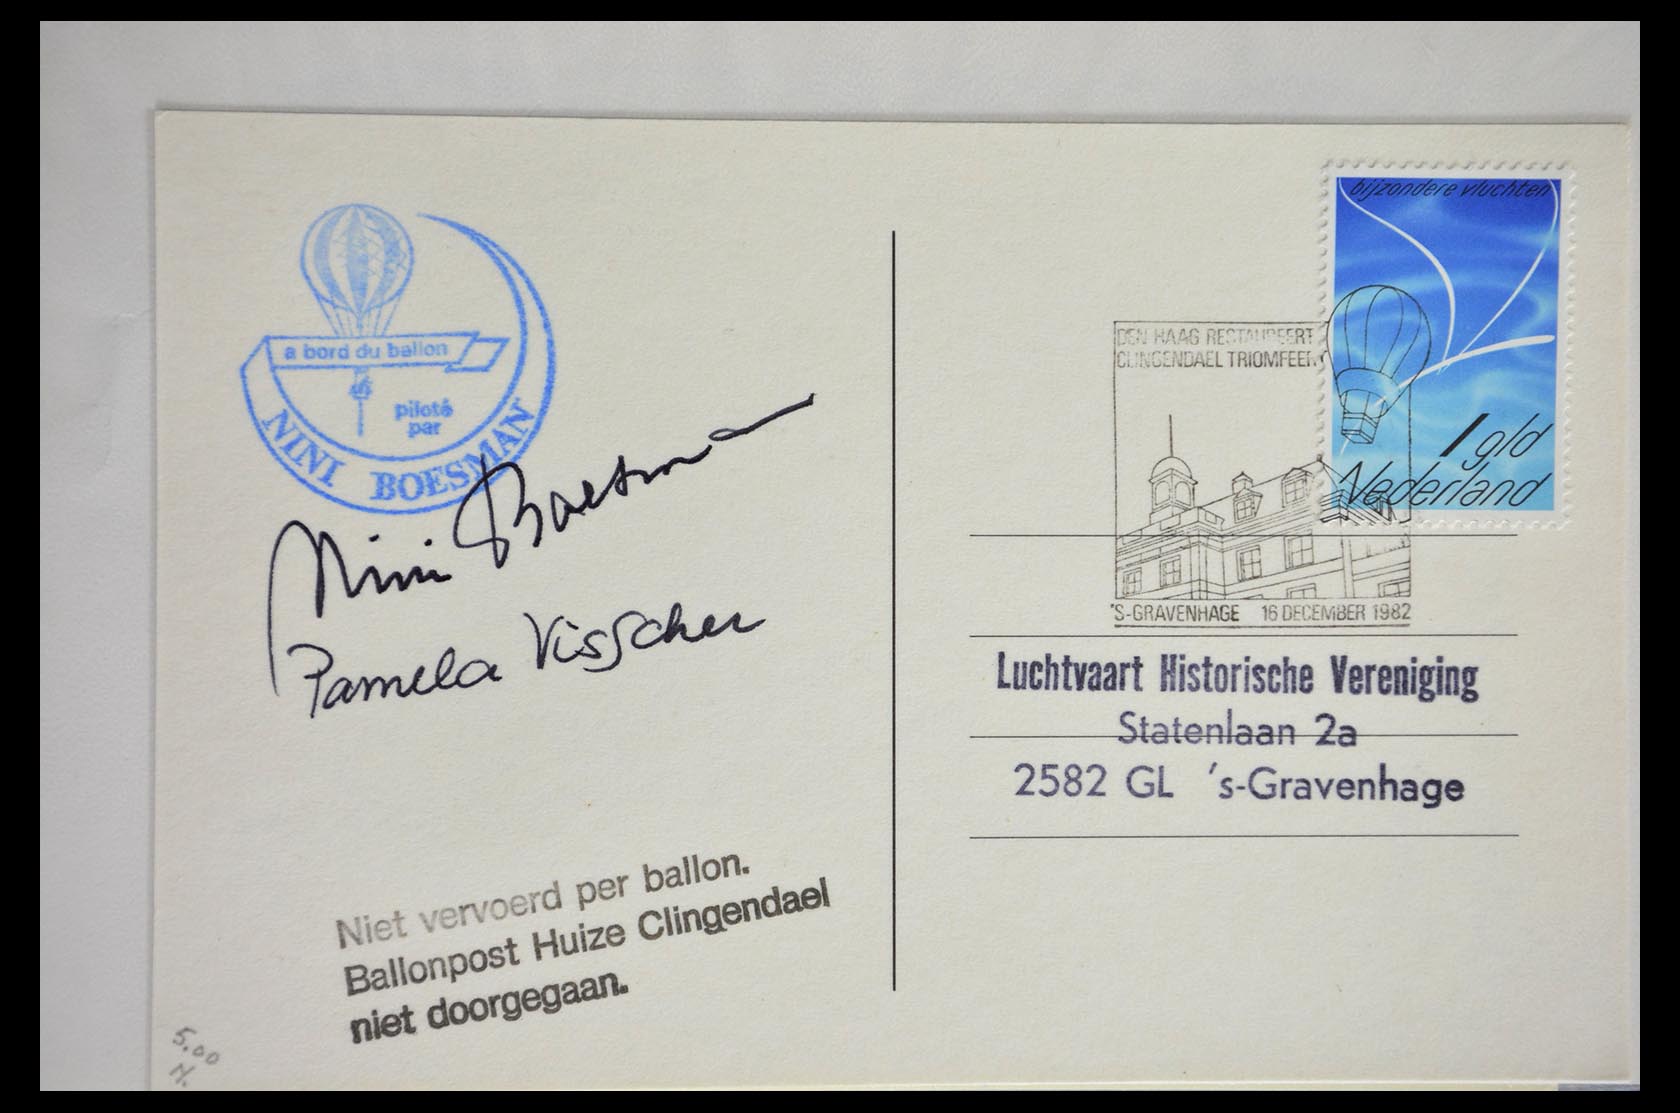 a bord du ballon
piloté
par
NINI BOESMAN
Nini Boesman
Pamela Visscher
Niet vervoerd per ballon.
Ballonpost Huize Clingendael
niet doorgegaan.
5.00
bijzondere vluchten
1 gld
Nederland
DEN HAAG RESTAUREERT
CLINGENDAEL TRIOMFEERT
'S-GRAVENHAGE 16 DECEMBER 1982
Luchtvaart Historische Vereniging
Statenlaan 2a
2582 GL 's-Gravenhage